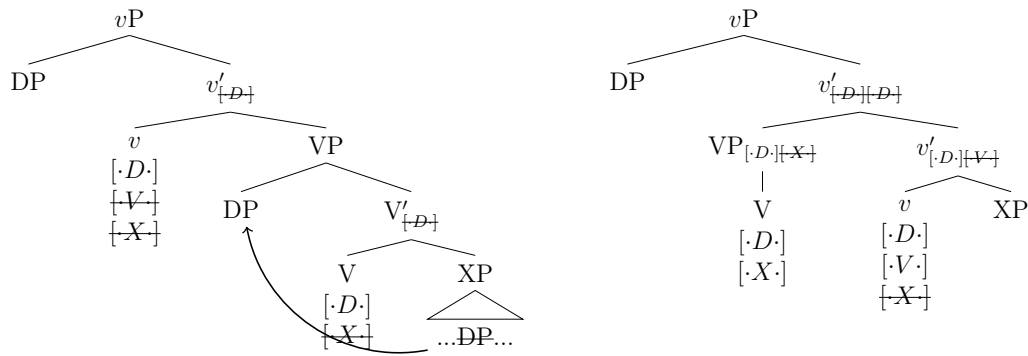 vP
vP
DP
v′[·D·]
DP
v′[·D·][·D·]
v
VP
VP[·D·][·X·]
v′[·D·][·V·]
[·D·]
[·V·]
[·X·]
DP
V′[·D·]
V
[·D·]
[·X·]
v
[·D·]
[·V·]
[·X·]
XP
V
[·D·]
[·X·]
XP
...DP...